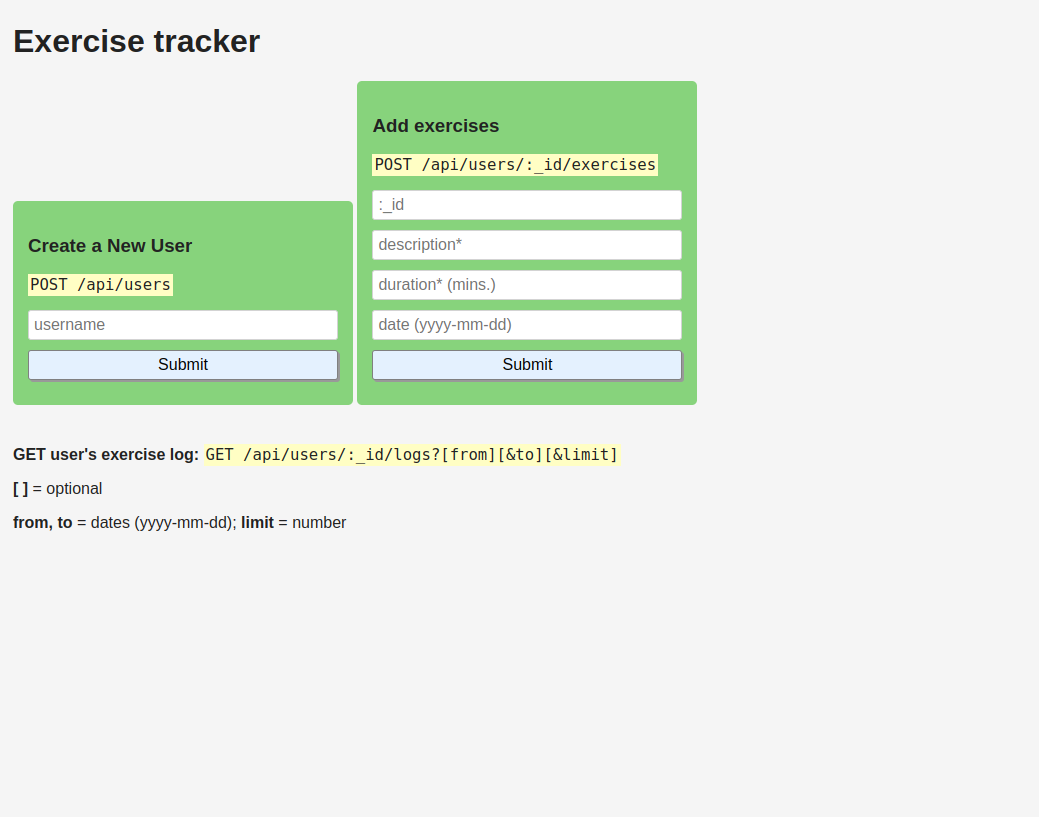 Exercise tracker
Create a New User
POST /api/users
username
Submit
Add exercises
POST /api/users/:_id/exercises
:_id
description*
duration* (mins.)
date (yyyy-mm-dd)
Submit
GET user's exercise log: GET /api/users/:_id/logs?[from][&to][&limit]
[ ] = optional
from, to = dates (yyyy-mm-dd); limit = number